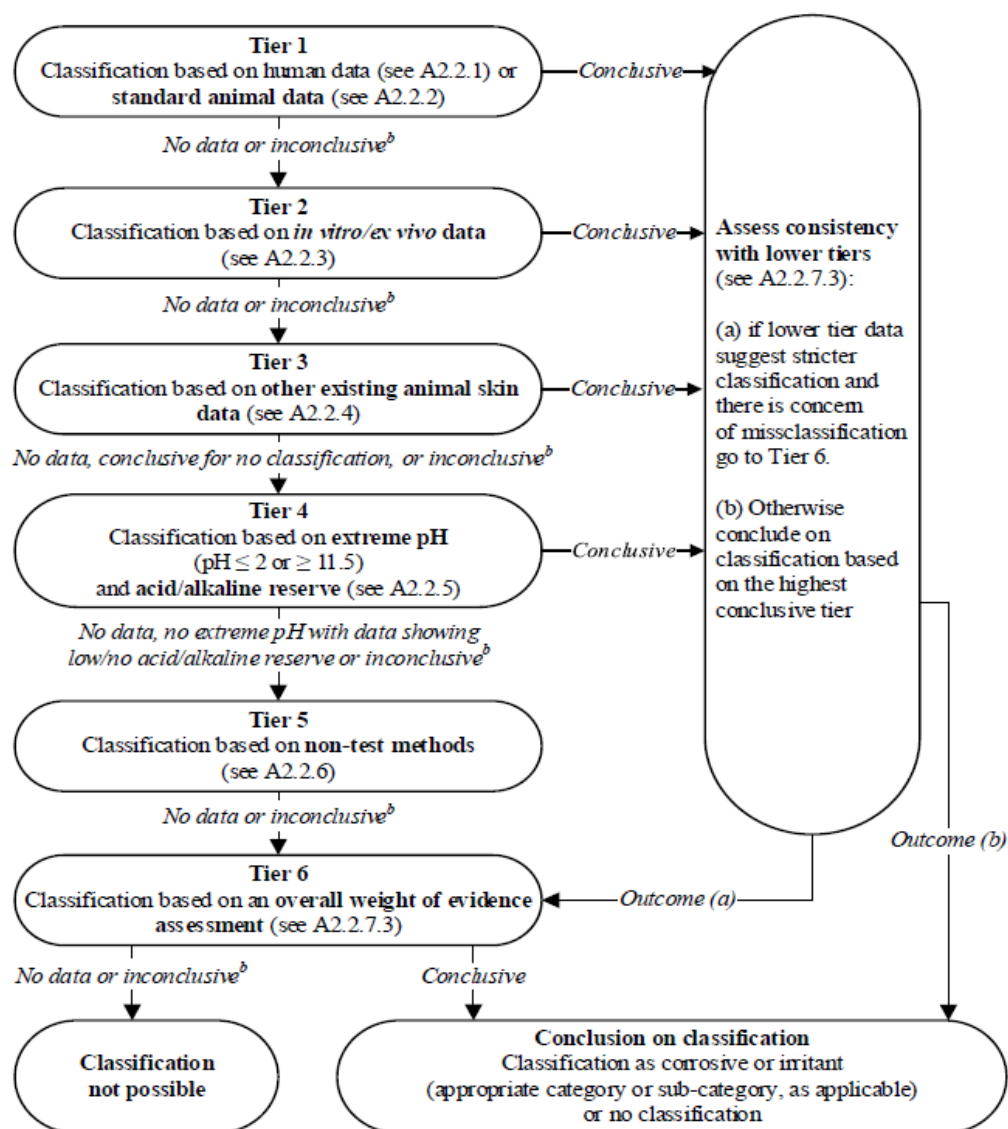 Tier 1
Classification based on human data (see A2.2.1) or
standard animal data (see A2.2.2)
Conclusive
No data or inconclusive^b
Tier 2
Classification based on in vitro/ex vivo data
(see A2.2.3)
Conclusive
No data or inconclusive^b
Tier 3
Classification based on other existing animal skin
data (see A2.2.4)
Conclusive
No data, conclusive for no classification, or inconclusive^b
Tier 4
Classification based on extreme pH
(pH ≤ 2 or ≥ 11.5)
and acid/alkaline reserve (see A2.2.5)
Conclusive
No data, no extreme pH with data showing
low/no acid/alkaline reserve or inconclusive^b
Tier 5
Classification based on non-test methods
(see A2.2.6)
No data or inconclusive^b
Tier 6
Classification based on an overall weight of evidence
assessment (see A2.2.7.3)
No data or inconclusive^b
Conclusive
Classification
not possible
Assess consistency
with lower tiers
(see A2.2.7.3):
(a) if lower tier data
suggest stricter
classification and
there is concern
of missclassification
go to Tier 6.
(b) Otherwise
conclude on
classification based
on the highest
conclusive tier
Outcome (a)
Outcome (b)
Conclusion on classification
Classification as corrosive or irritant
(appropriate category or sub-category, as applicable)
or no classification